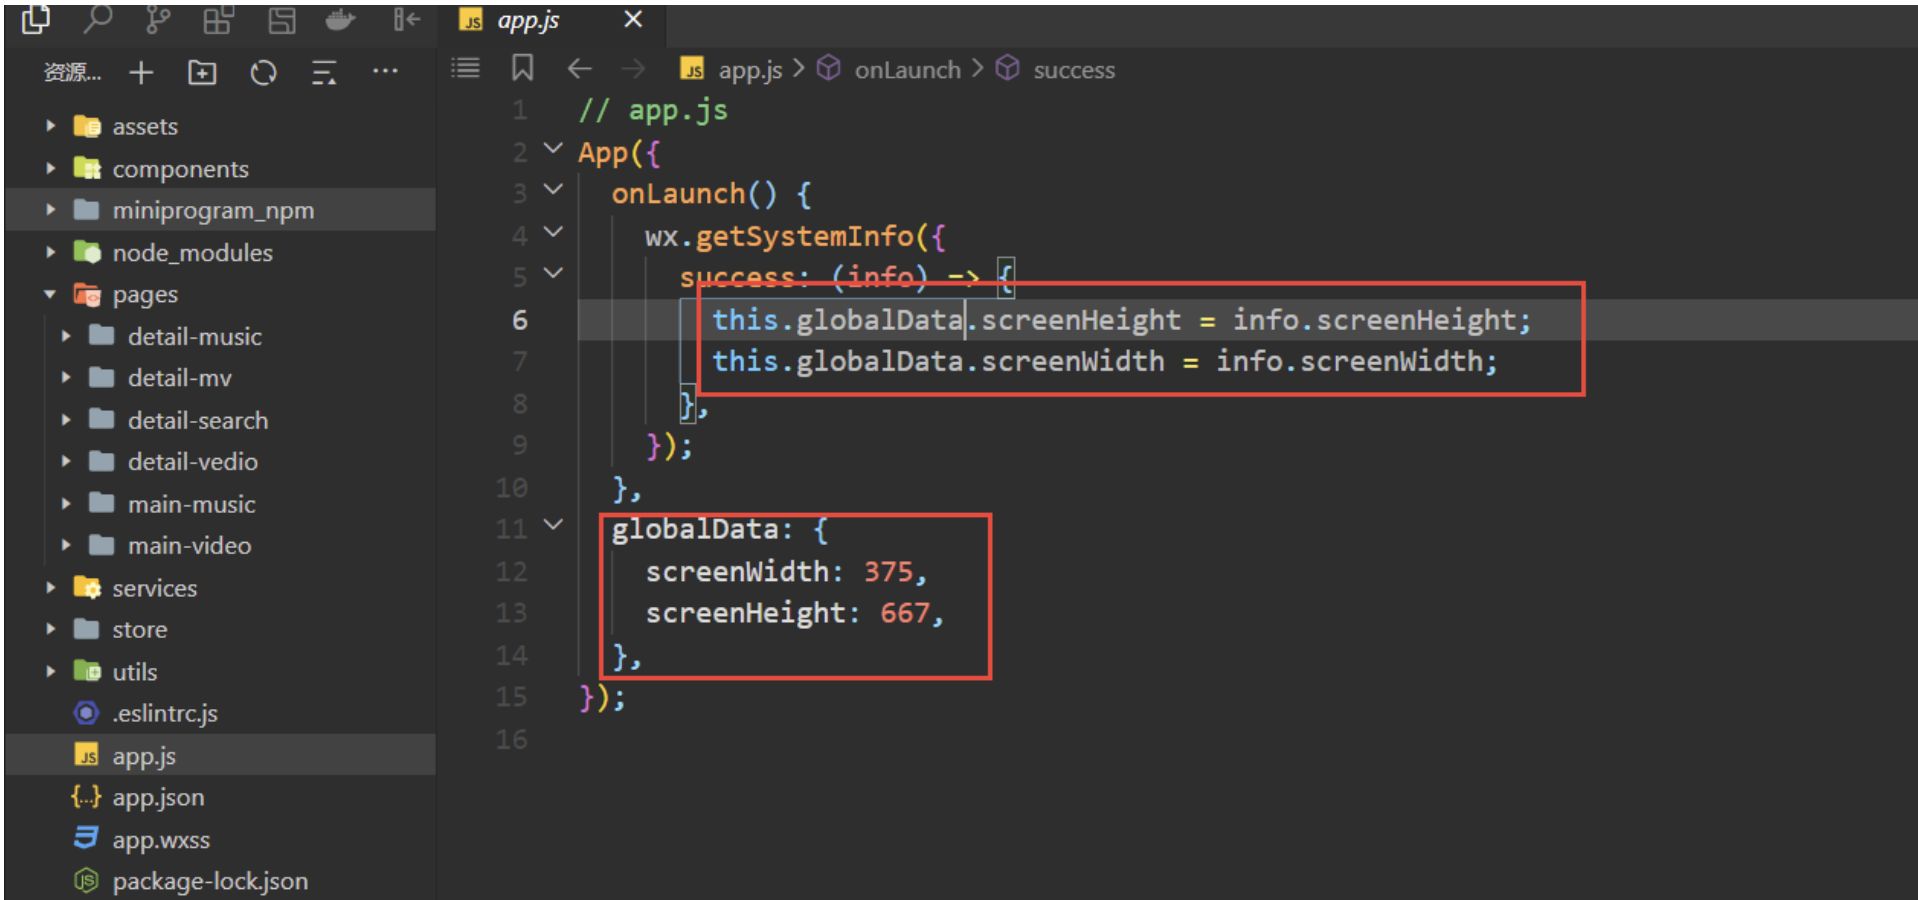 app.js
资源...
app.js > onLaunch > success
assets
components
miniprogram_npm
node_modules
pages
detail-music
detail-mv
detail-search
detail-vedio
main-music
main-video
services
store
utils
.eslintrc.js
JS app.js
{...} app.json
app.wxss
package-lock.json
1 // app.js
2 App({
3 onLaunch() {
4 wx.getSystemInfo({
5 success: (info) => {
6 this.globalData.screenHeight = info.screenHeight;
7 this.globalData.screenWidth = info.screenWidth;
8 },
9 });
10 },
11 globalData: {
12 screenWidth: 375,
13 screenHeight: 667,
14 },
15 });
16